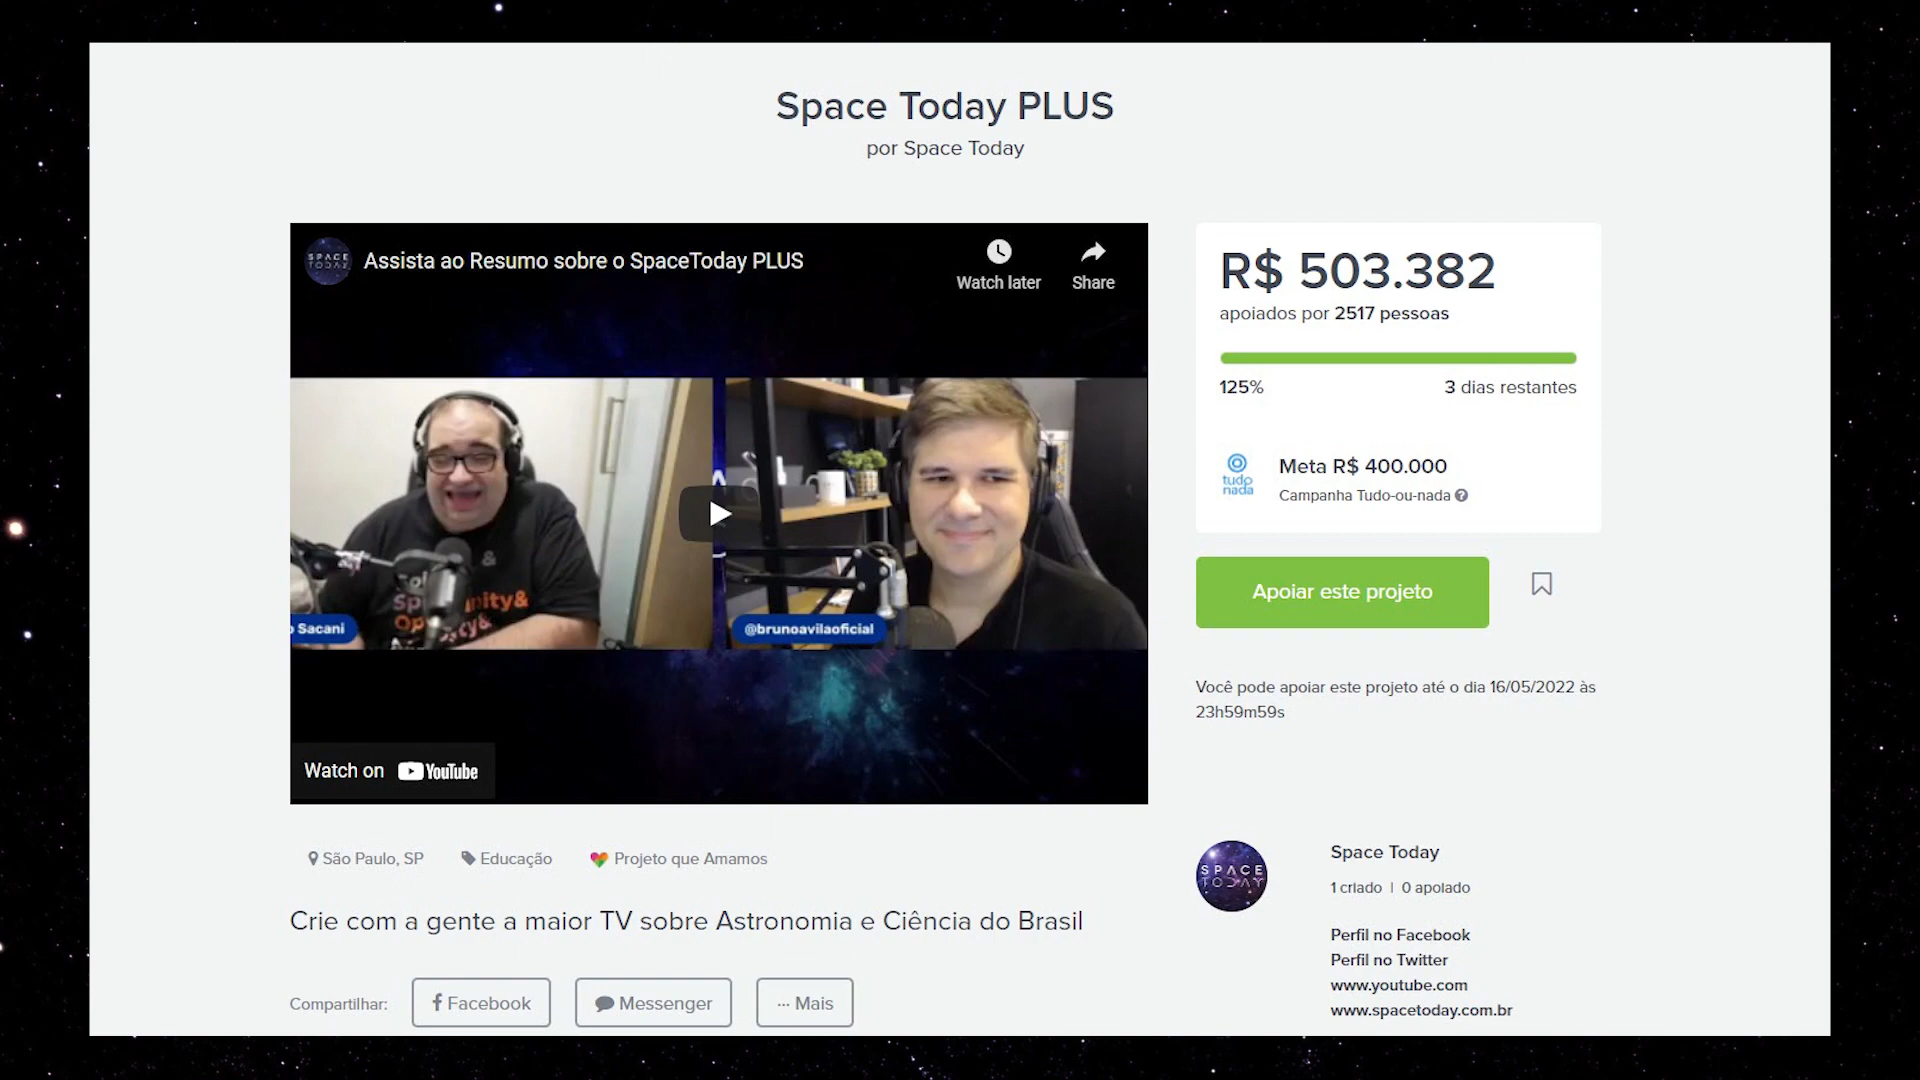 Space Today PLUS
por Space Today
SPACE
TODAY
Assista ao Resumo sobre o SpaceToday PLUS
Watch later
Share
Sacani
@brunoavilaoficial
Watch on YouTube
R$ 503.382
apoiados por 2517 pessoas
125%
3 dias restantes
tudo
nada
Meta R$ 400.000
Campanha Tudo-ou-nada ?
Apoiar este projeto
Você pode apoiar este projeto até o dia 16/05/2022 às
23h59m59s
São Paulo, SP
Educação
Projeto que Amamos
Crie com a gente a maior TV sobre Astronomia e Ciência do Brasil
Compartilhar:
Facebook
Messenger
··· Mais
SPACE
TODAY
Space Today
1 criado | 0 apoiado
Perfil no Facebook
Perfil no Twitter
www.youtube.com
www.spacetoday.com.br